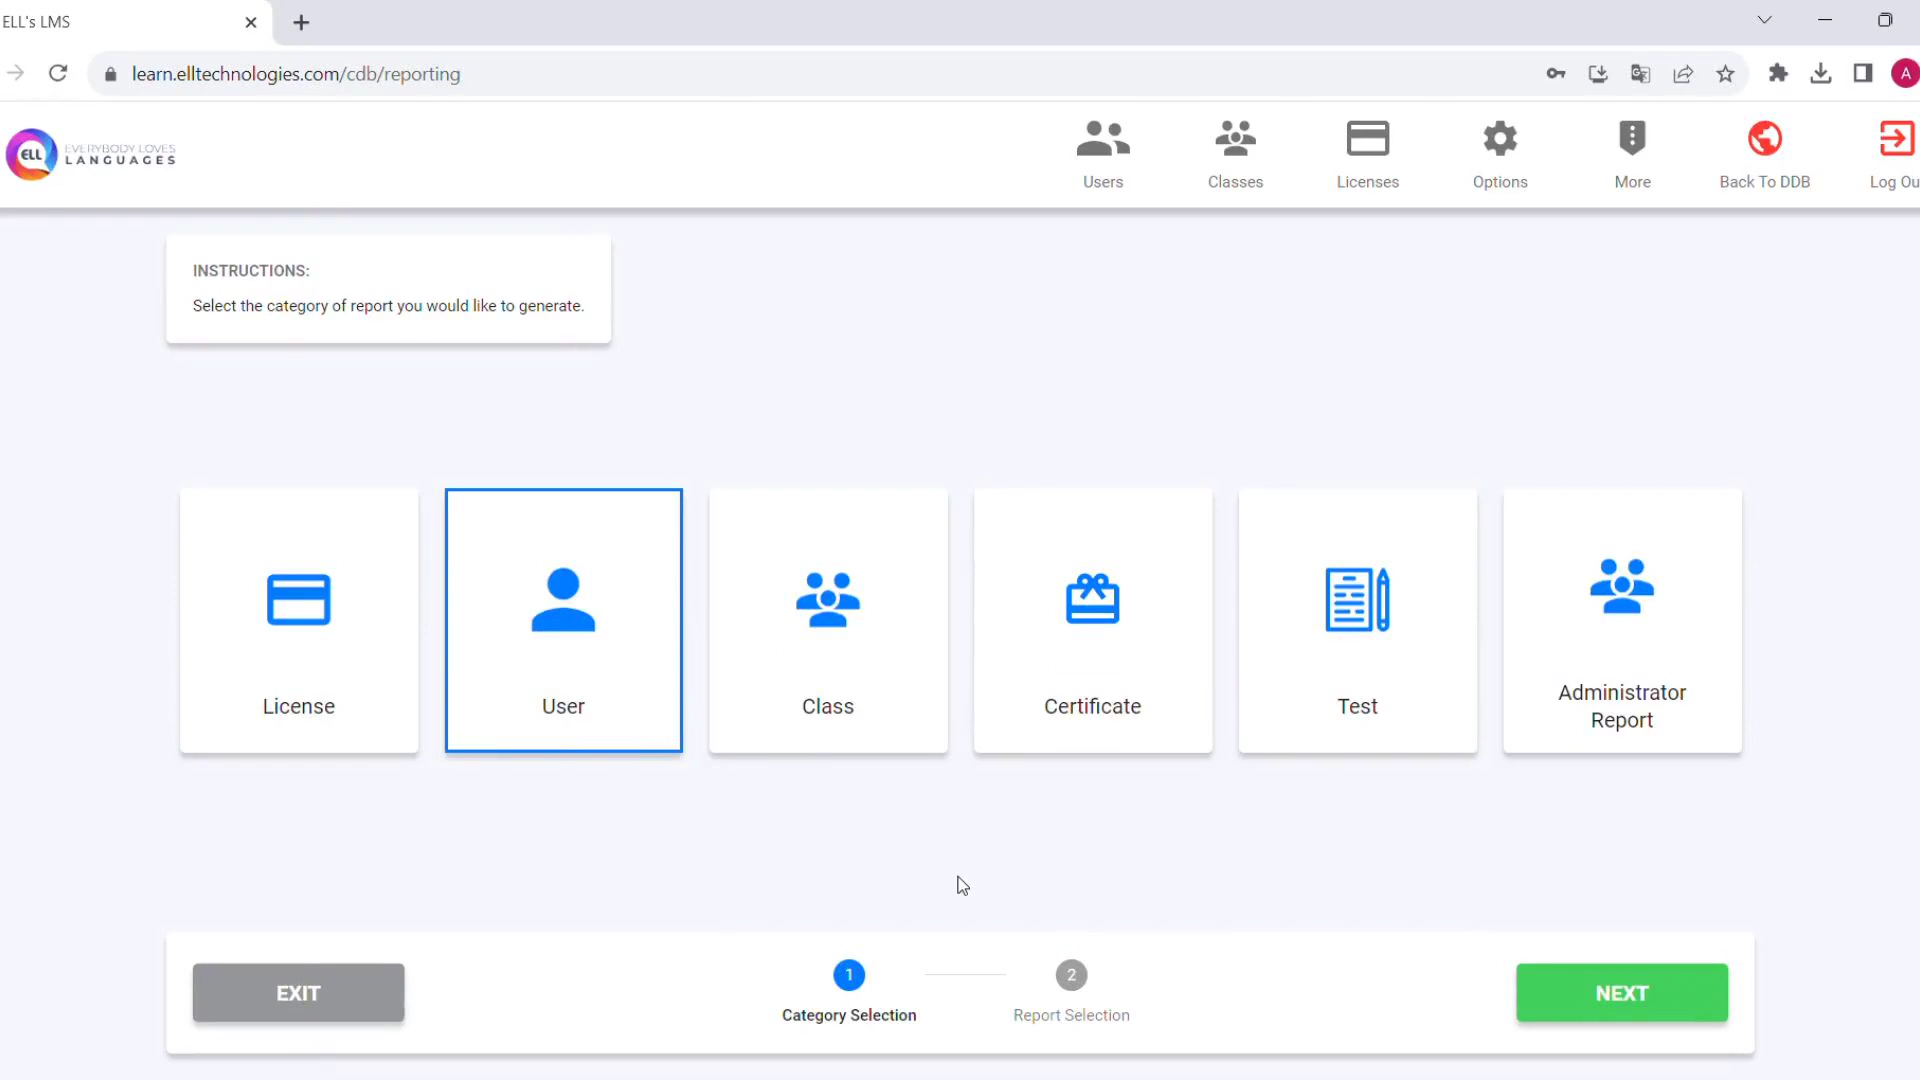 ELL's LMS
learn.elltechnologies.com/cdb/reporting
A
ELL
EVERYBODY LOVES
LANGUAGES
Users
Classes
Licenses
Options
More
Back To DDB
Log Ou
INSTRUCTIONS:
Select the category of report you would like to generate.
License
User
Class
Certificate
Test
Administrator
Report
EXIT
1
Category Selection
2
Report Selection
NEXT